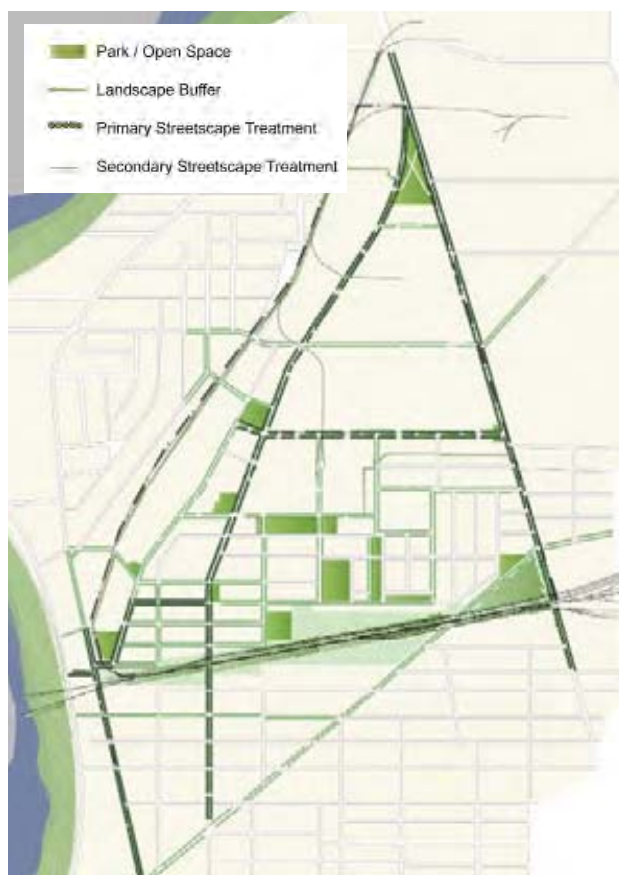 Park / Open Space
Landscape Buffer
Primary Streetscape Treatment
Secondary Streetscape Treatment